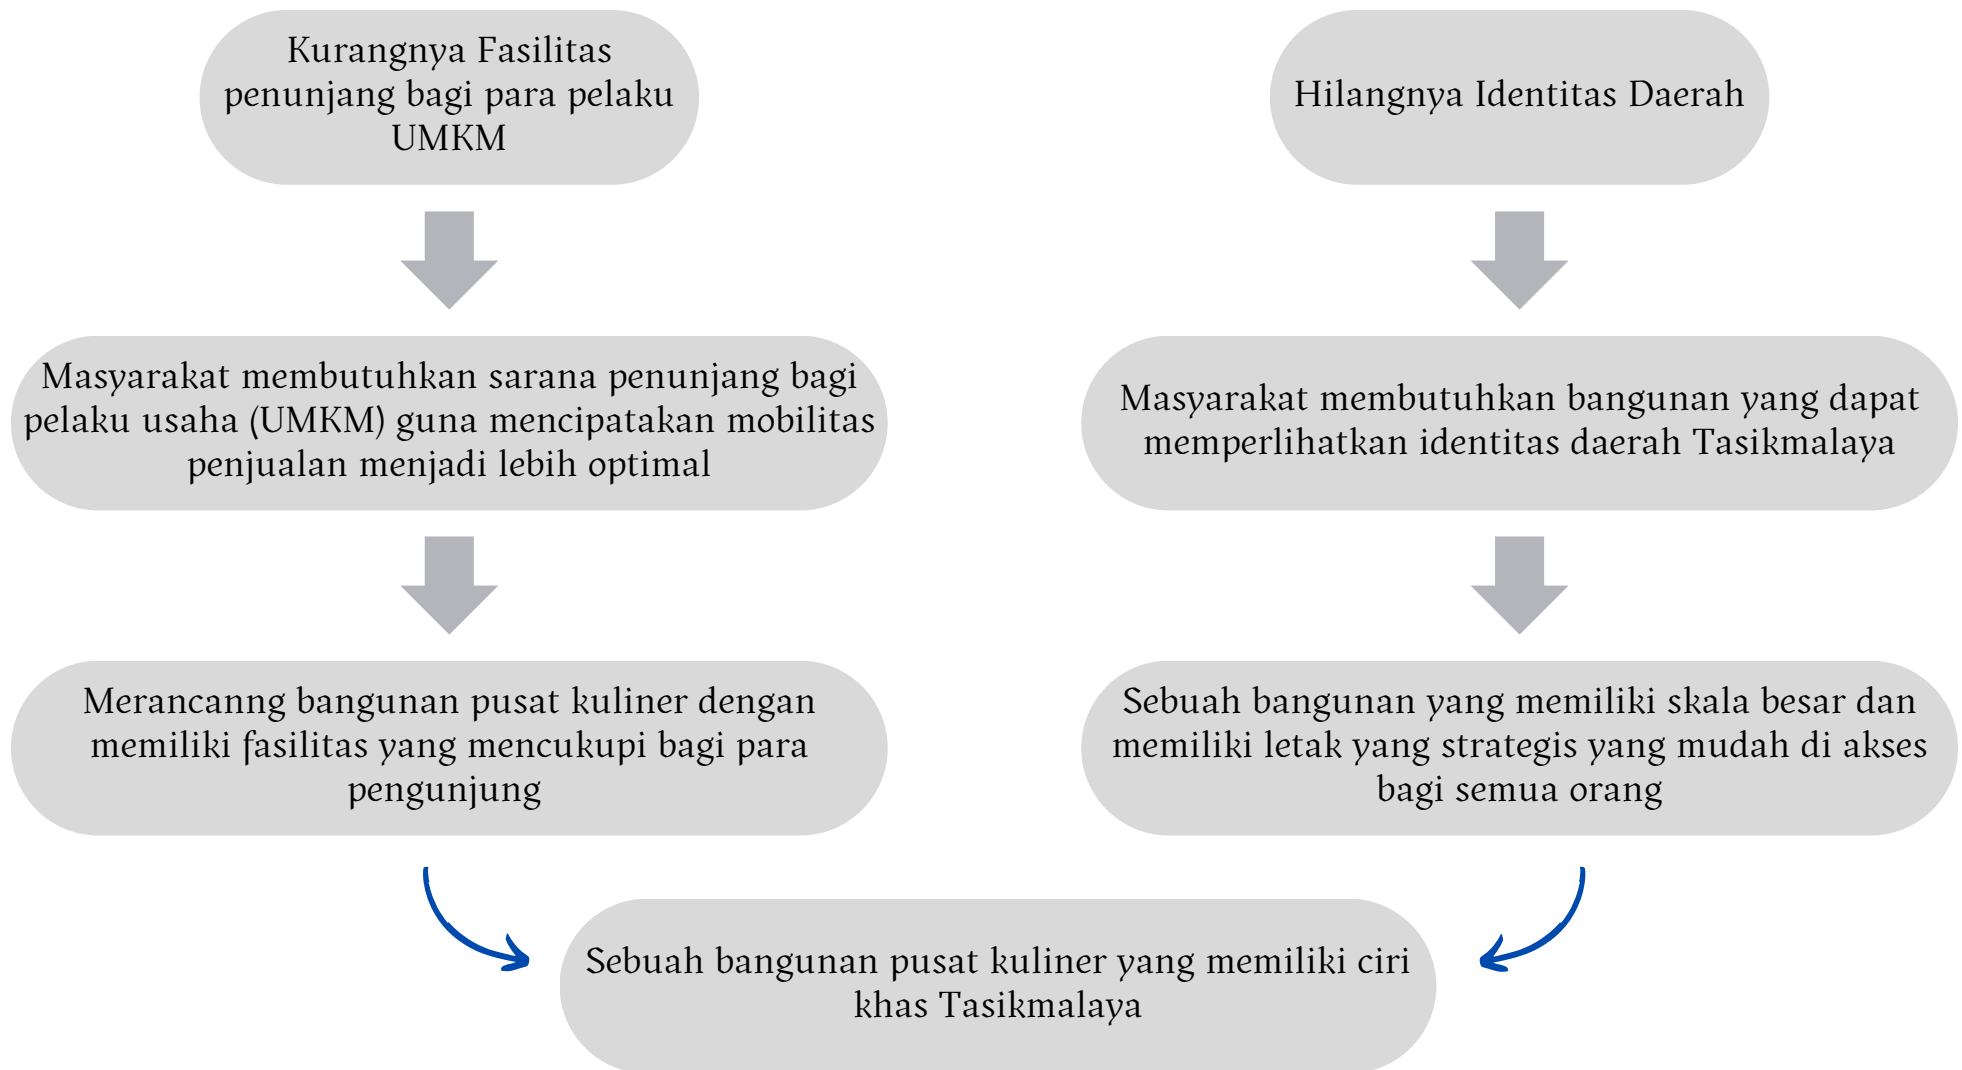 Kurangnya Fasilitas
penunjang bagi para pelaku
UMKM
Hilangnya Identitas Daerah
Masyarakat membutuhkan sarana penunjang bagi
pelaku usaha (UMKM) guna mencipatakan mobilitas
penjualan menjadi lebih optimal
Masyarakat membutuhkan bangunan yang dapat
memperlihatkan identitas daerah Tasikmalaya
Merancanng bangunan pusat kuliner dengan
memiliki fasilitas yang mencukupi bagi para
pengunjung
Sebuah bangunan yang memiliki skala besar dan
memiliki letak yang strategis yang mudah di akses
bagi semua orang
Sebuah bangunan pusat kuliner yang memiliki ciri
khas Tasikmalaya